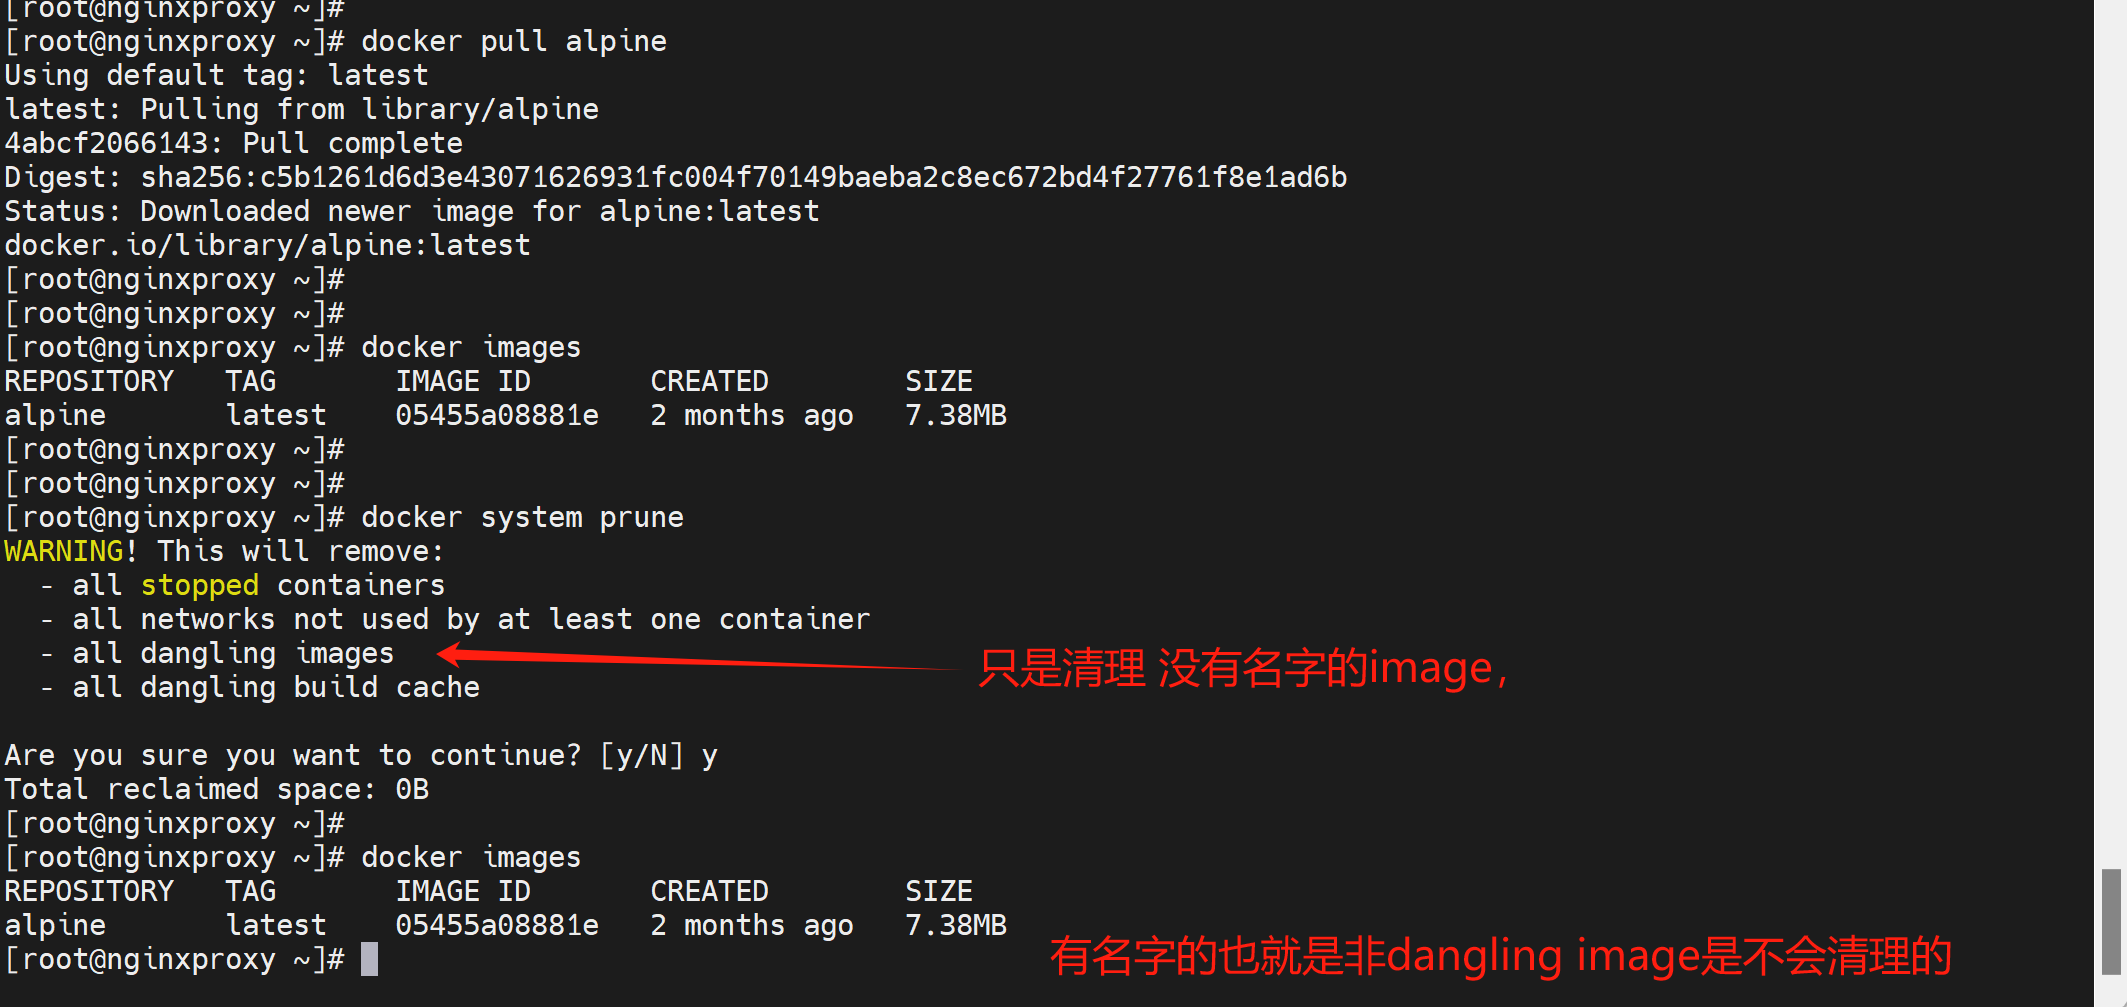 [root@nginxproxy ~]#
[root@nginxproxy ~]# docker pull alpine
Using default tag: latest
latest: Pulling from library/alpine
4abcf2066143: Pull complete
Digest: sha256:c5b1261d6d3e43071626931fc004f70149baeba2c8ec672bd4f27761f8e1ad6b
Status: Downloaded newer image for alpine:latest
docker.io/library/alpine:latest
[root@nginxproxy ~]#
[root@nginxproxy ~]#
[root@nginxproxy ~]# docker images
REPOSITORY   TAG       IMAGE ID       CREATED        SIZE
alpine       latest    05455a08881e   2 months ago   7.38MB
[root@nginxproxy ~]#
[root@nginxproxy ~]#
[root@nginxproxy ~]# docker system prune
WARNING! This will remove:
  - all stopped containers
  - all networks not used by at least one container
  - all dangling images
只是清理 没有名字的image,
  - all dangling build cache
Are you sure you want to continue? [y/N] y
Total reclaimed space: 0B
[root@nginxproxy ~]#
[root@nginxproxy ~]# docker images
REPOSITORY   TAG       IMAGE ID       CREATED        SIZE
alpine       latest    05455a08881e   2 months ago   7.38MB
[root@nginxproxy ~]#
有名字的也就是非dangling image是不会清理的